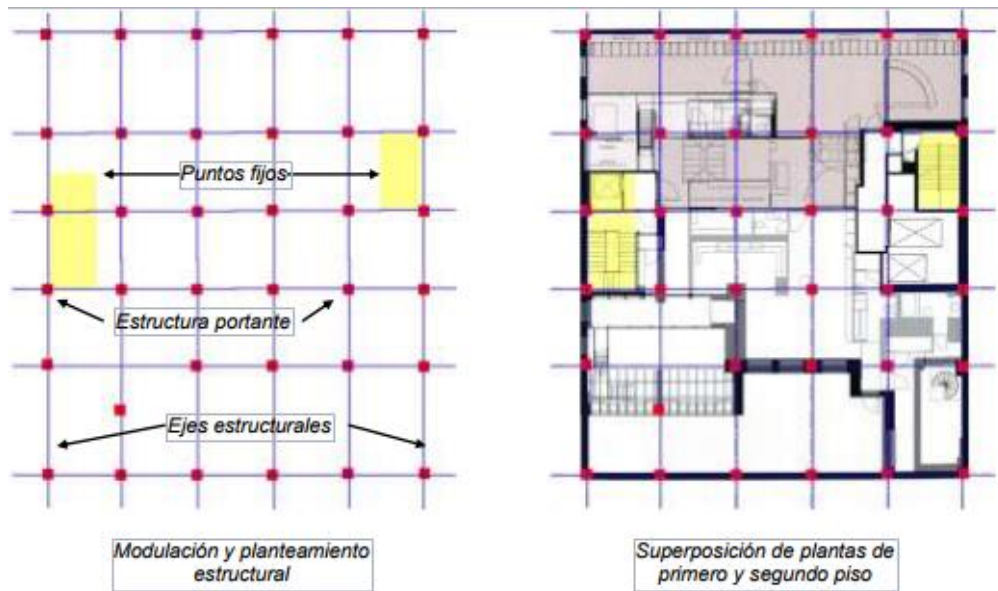 Puntos fijos
Estructura portante
Ejes estructurales
Modulación y planteamiento
estructural
Superposición de plantas de
primero y segundo piso